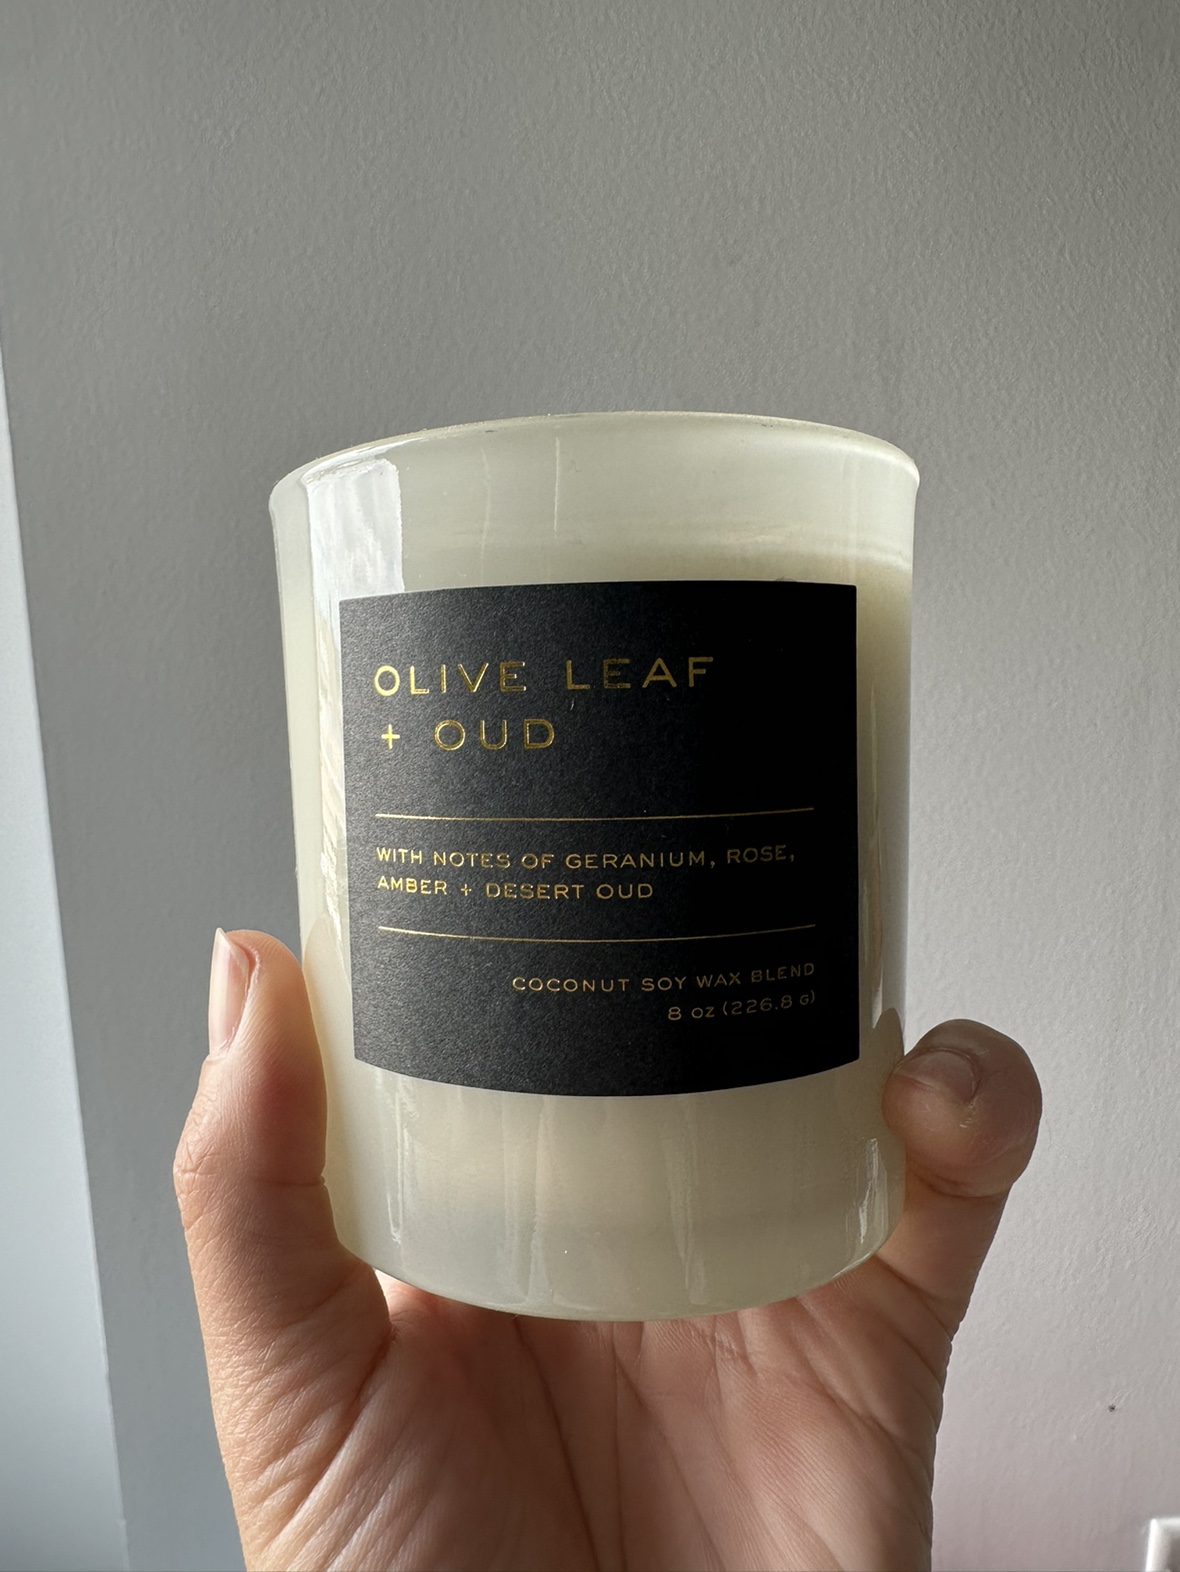 OLIVE LEAF
+ OUD
WITH NOTES OF GERANIUM, ROSE,
AMBER + DESERT OUD
COCONUT SOY WAX BLEND
8 oz (226.8 G)